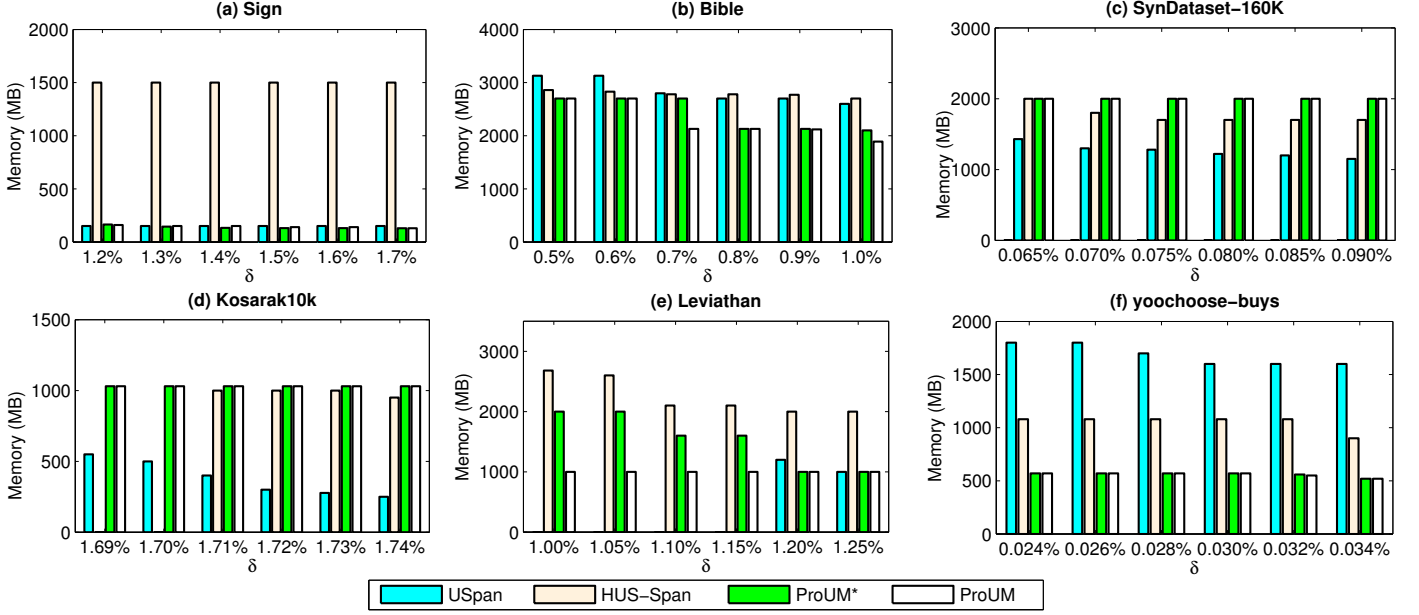 (a) Sign
2000
1500
1000
500
0
Memory (MB)
1.2% 1.3% 1.4% 1.5% 1.6% 1.7%
δ
(b) Bible
4000
3000
2000
1000
0
Memory (MB)
0.5% 0.6% 0.7% 0.8% 0.9% 1.0%
δ
(c) SynDataset−160K
3000
2000
1000
0
Memory (MB)
0.065% 0.070% 0.075% 0.080% 0.085% 0.090%
δ
(d) Kosarak10k
1500
1000
500
0
Memory (MB)
1.69% 1.70% 1.71% 1.72% 1.73% 1.74%
δ
(e) Leviathan
3000
2000
1000
0
Memory (MB)
1.00% 1.05% 1.10% 1.15% 1.20% 1.25%
δ
(f) yoochoose−buys
2000
1500
1000
500
0
Memory (MB)
0.024% 0.026% 0.028% 0.030% 0.032% 0.034%
δ
USpan HUS−Span ProUM* ProUM